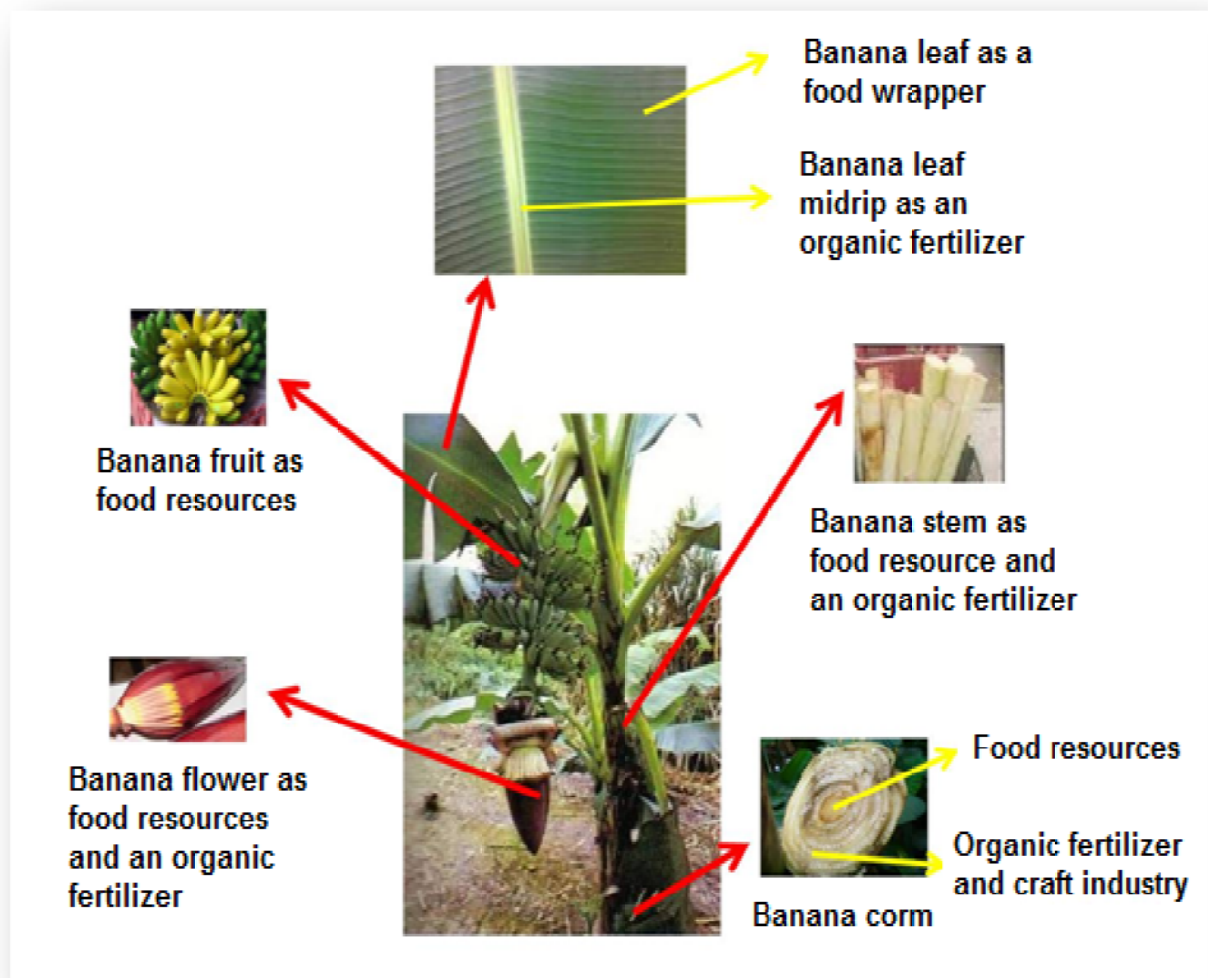 Banana leaf as a
food wrapper
Banana leaf
midrip as an
organic fertilizer
Banana fruit as
food resources
Banana stem as
food resource and
an organic fertilizer
Banana flower as
food resources
and an organic
fertilizer
Food resources
Organic fertilizer
and craft industry
Banana corm